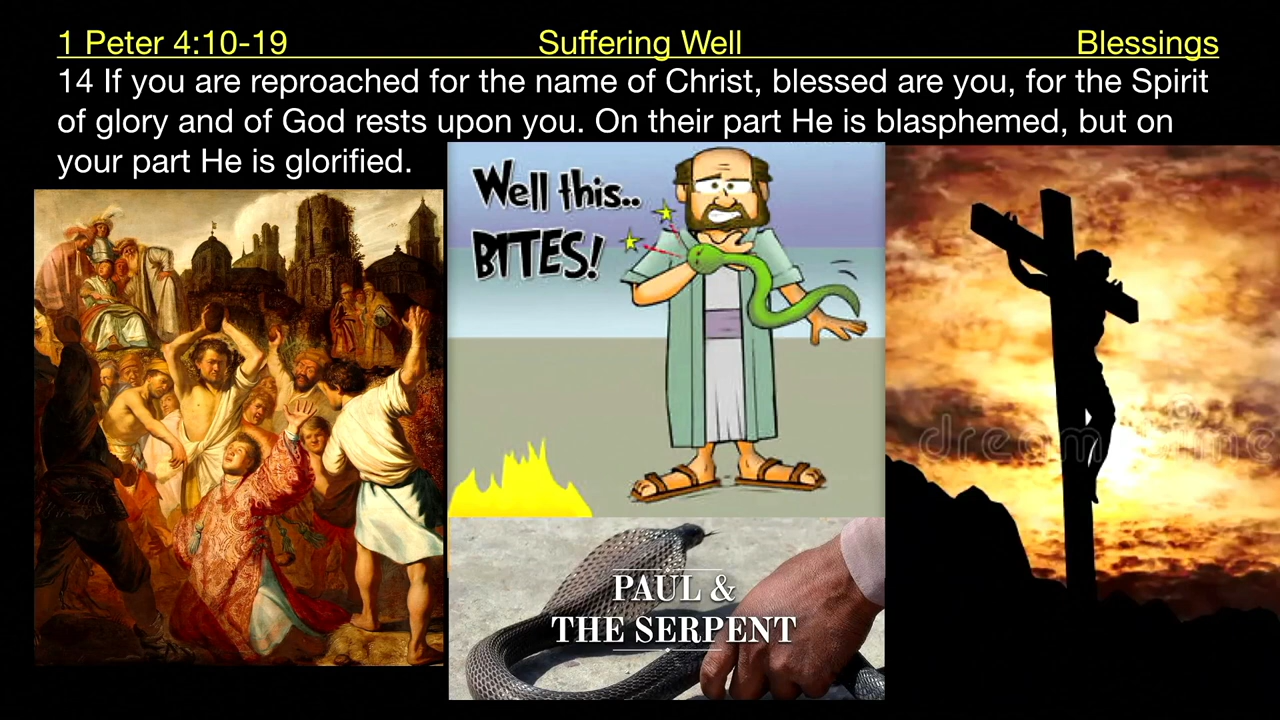 1 Peter 4:10-19 Suffering Well Blessings
14 If you are reproached for the name of Christ, blessed are you, for the Spirit
of glory and of God rests upon you. On their part He is blasphemed, but on
your part He is glorified.
Well this..
BITES!
dreamstime
PAUL &
THE SERPENT